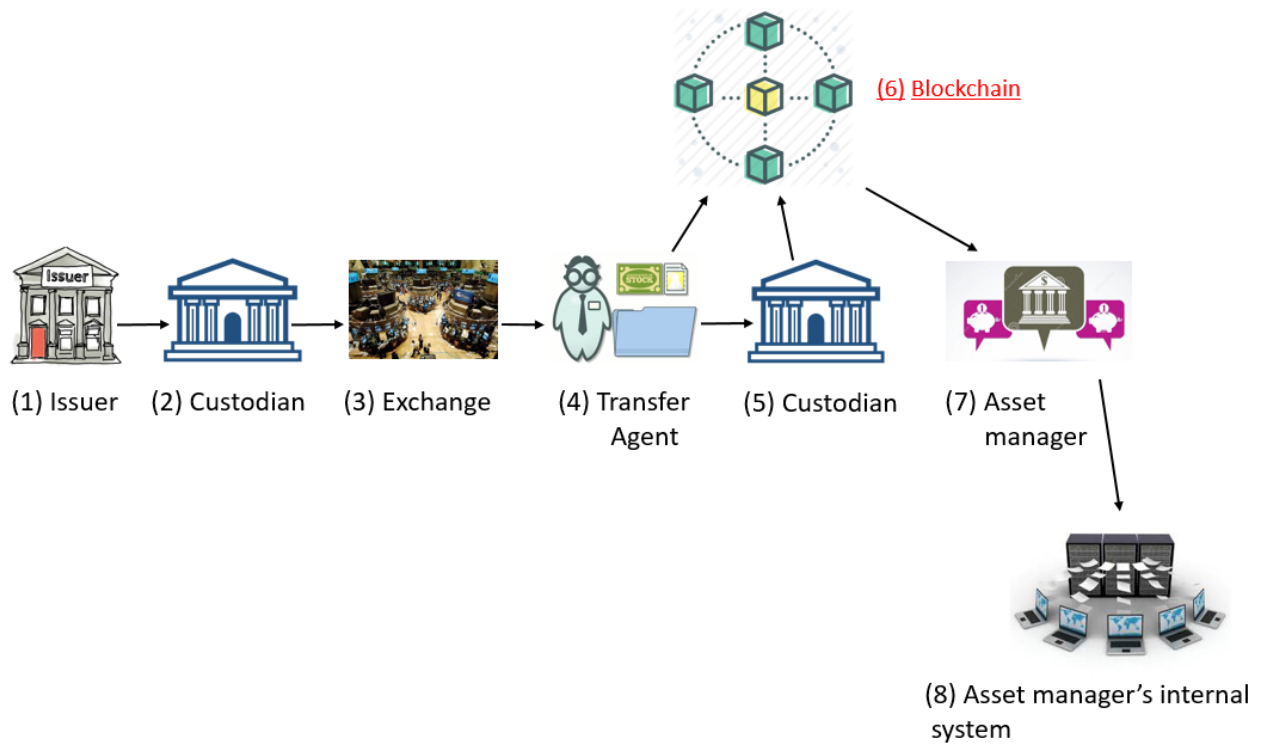 (6) Blockchain
Issuer
STOCK
(1) Issuer
(2) Custodian
(3) Exchange
(4) Transfer
Agent
(5) Custodian
(7) Asset
manager
(8) Asset manager’s internal
system